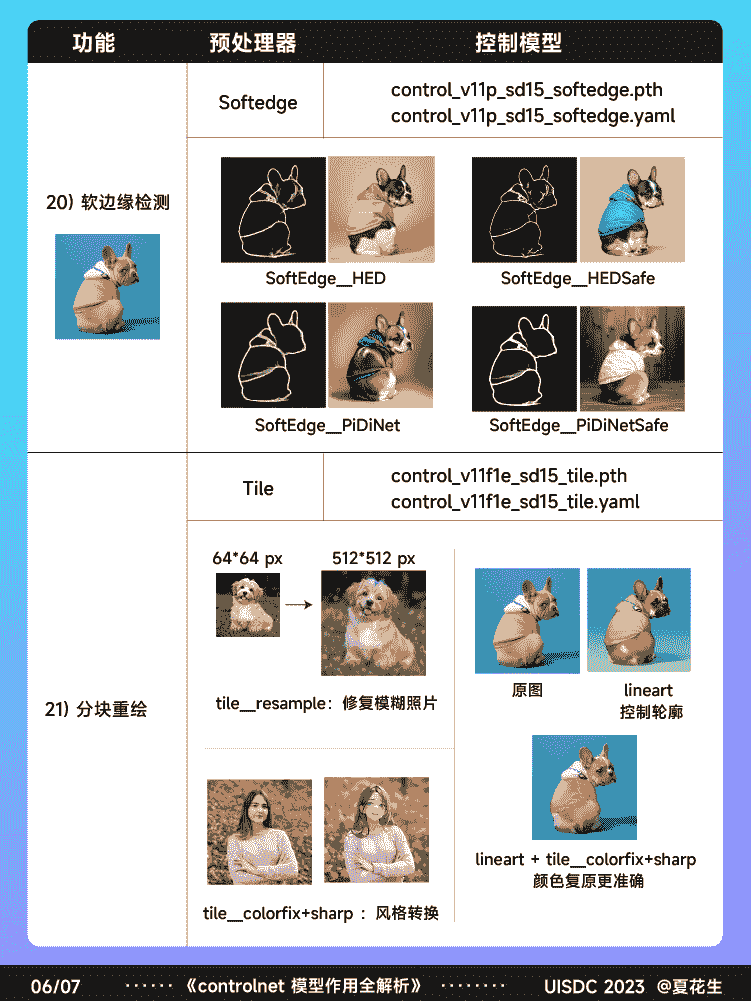 功能 预处理器 控制模型
Softedge
control_v11p_sd15_softedge.pth
control_v11p_sd15_softedge.yaml
20) 软边缘检测
SoftEdge__HED
SoftEdge__HEDSafe
SoftEdge__PiDiNet
SoftEdge__PiDiNetSafe
Tile
control_v11f1e_sd15_tile.pth
control_v11f1e_sd15_tile.yaml
21) 分块重绘
64*64 px
512*512 px
tile__resample：修复模糊照片
tile__colorfix+sharp ：风格转换
原图
lineart
控制轮廓
lineart + tile__colorfix+sharp
颜色复原更准确
06/07 ······《controlnet 模型作用全解析》 ········ UISDC 2023 @夏花生